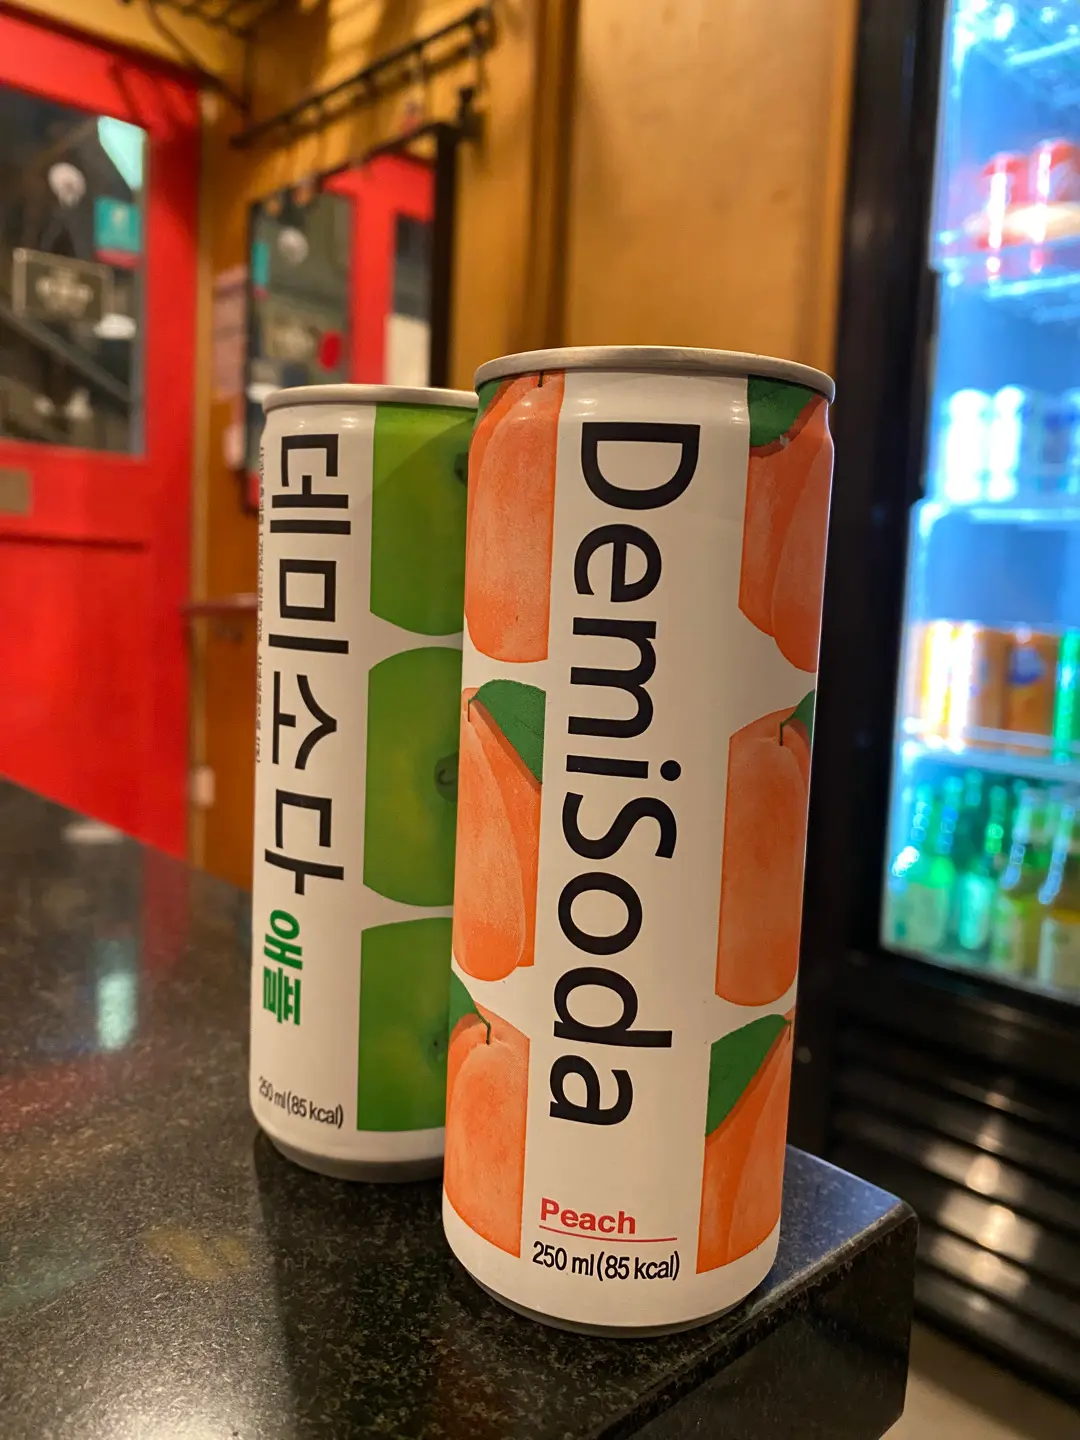 데미소다
애플
250 ml (85 kcal)
DemiSoda
Peach
250 ml (85 kcal)